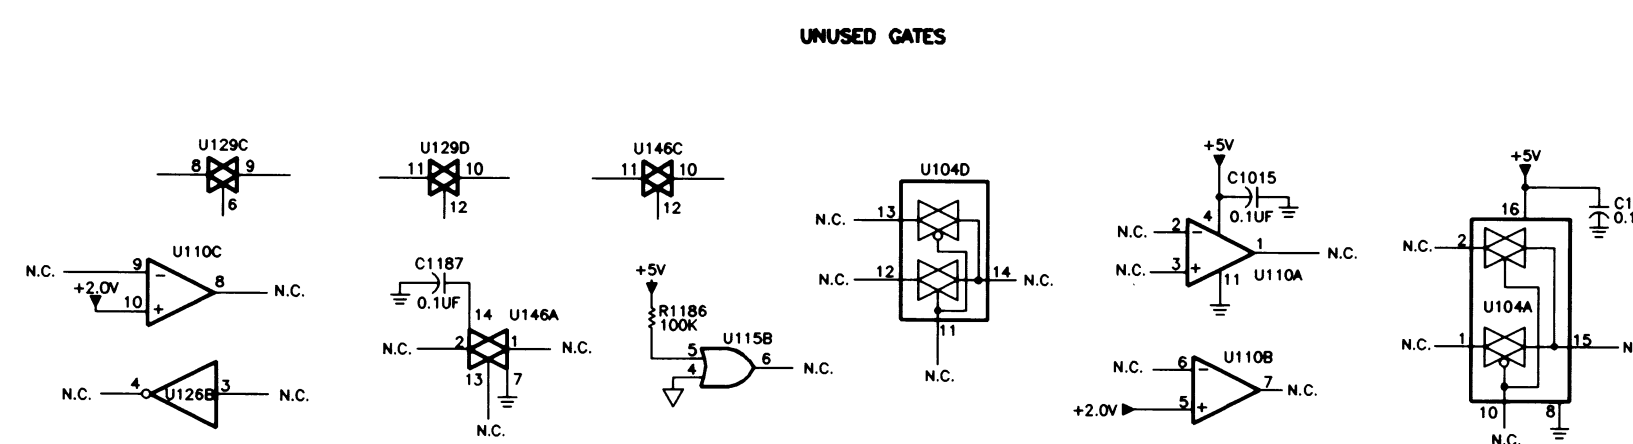 UNUSED GATES
U129C
8 9
6
U129D
11 10
12
U146C
11 10
12
U104D
N.C. 13
N.C. 12 14 N.C.
11
N.C.
+5V
C1015
4 0.1UF
N.C. 2 −
1 N.C.
N.C. 3 +
11 U110A
+5V
16
N.C. 2
U104A
N.C. 1 15
10 8
N.C.
U110C
N.C. 9 −
8 N.C.
+2.0V
10 +
C1187
0.1UF
14 U146A
N.C. 2 1 N.C.
13 7
N.C.
+5V
R1186
100K
U115B
5
6 N.C.
4
U110B
N.C. 6 −
7 N.C.
+2.0V 5 +
N.C. 4 U126B 3 N.C.